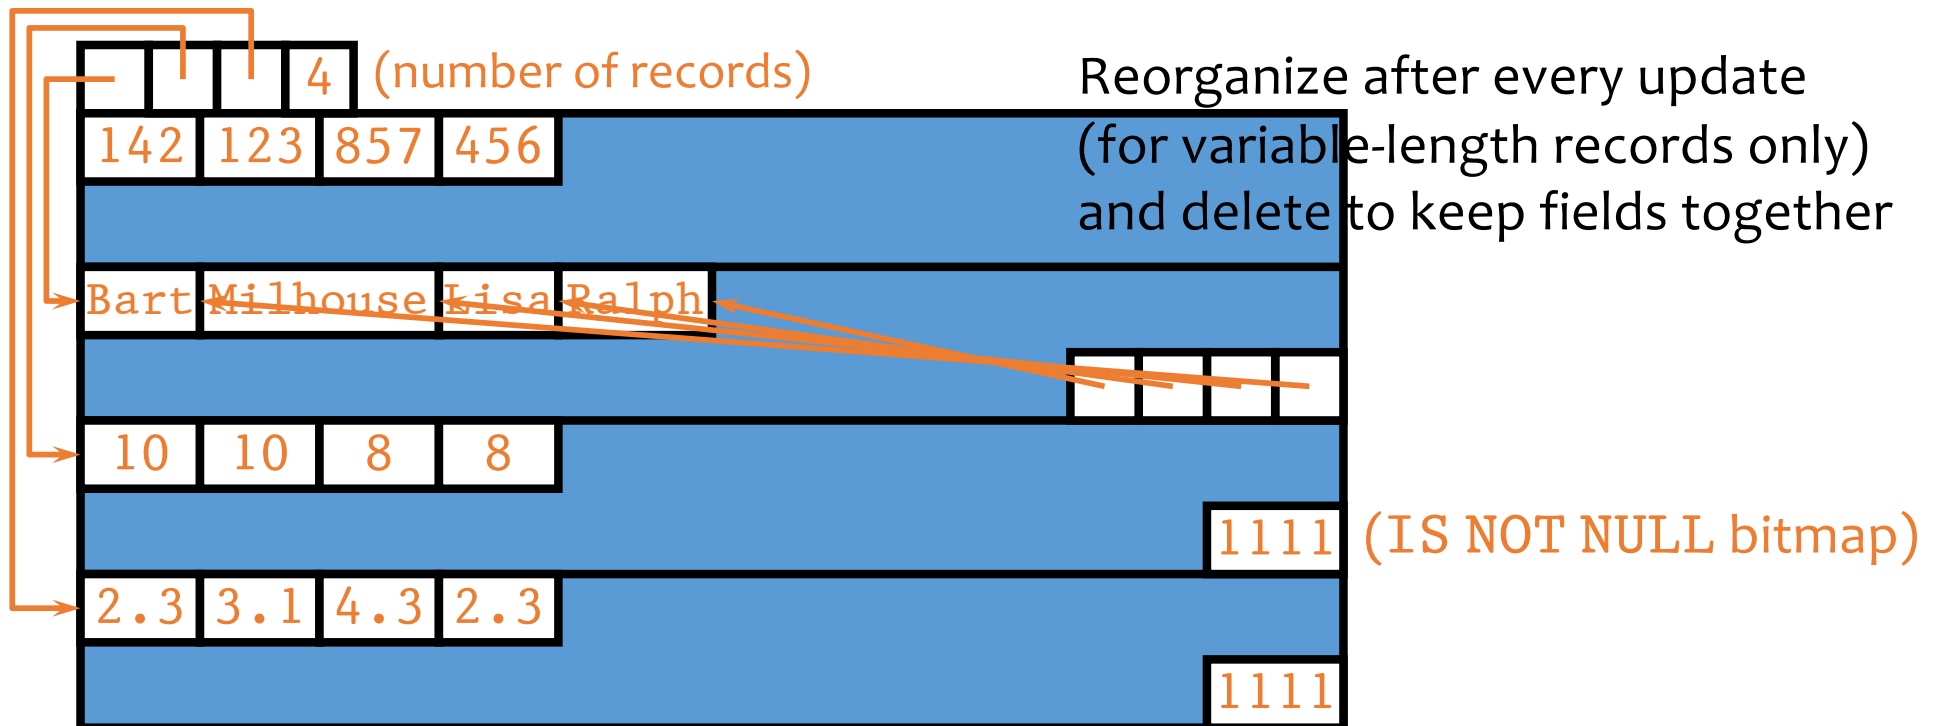 4 (number of records)
Reorganize after every update
(for variable-length records only)
and delete to keep fields together
142 123 857 456
Bart Milhouse Lisa Ralph
10 10 8 8
1111 (IS NOT NULL bitmap)
2.3 3.1 4.3 2.3
1111